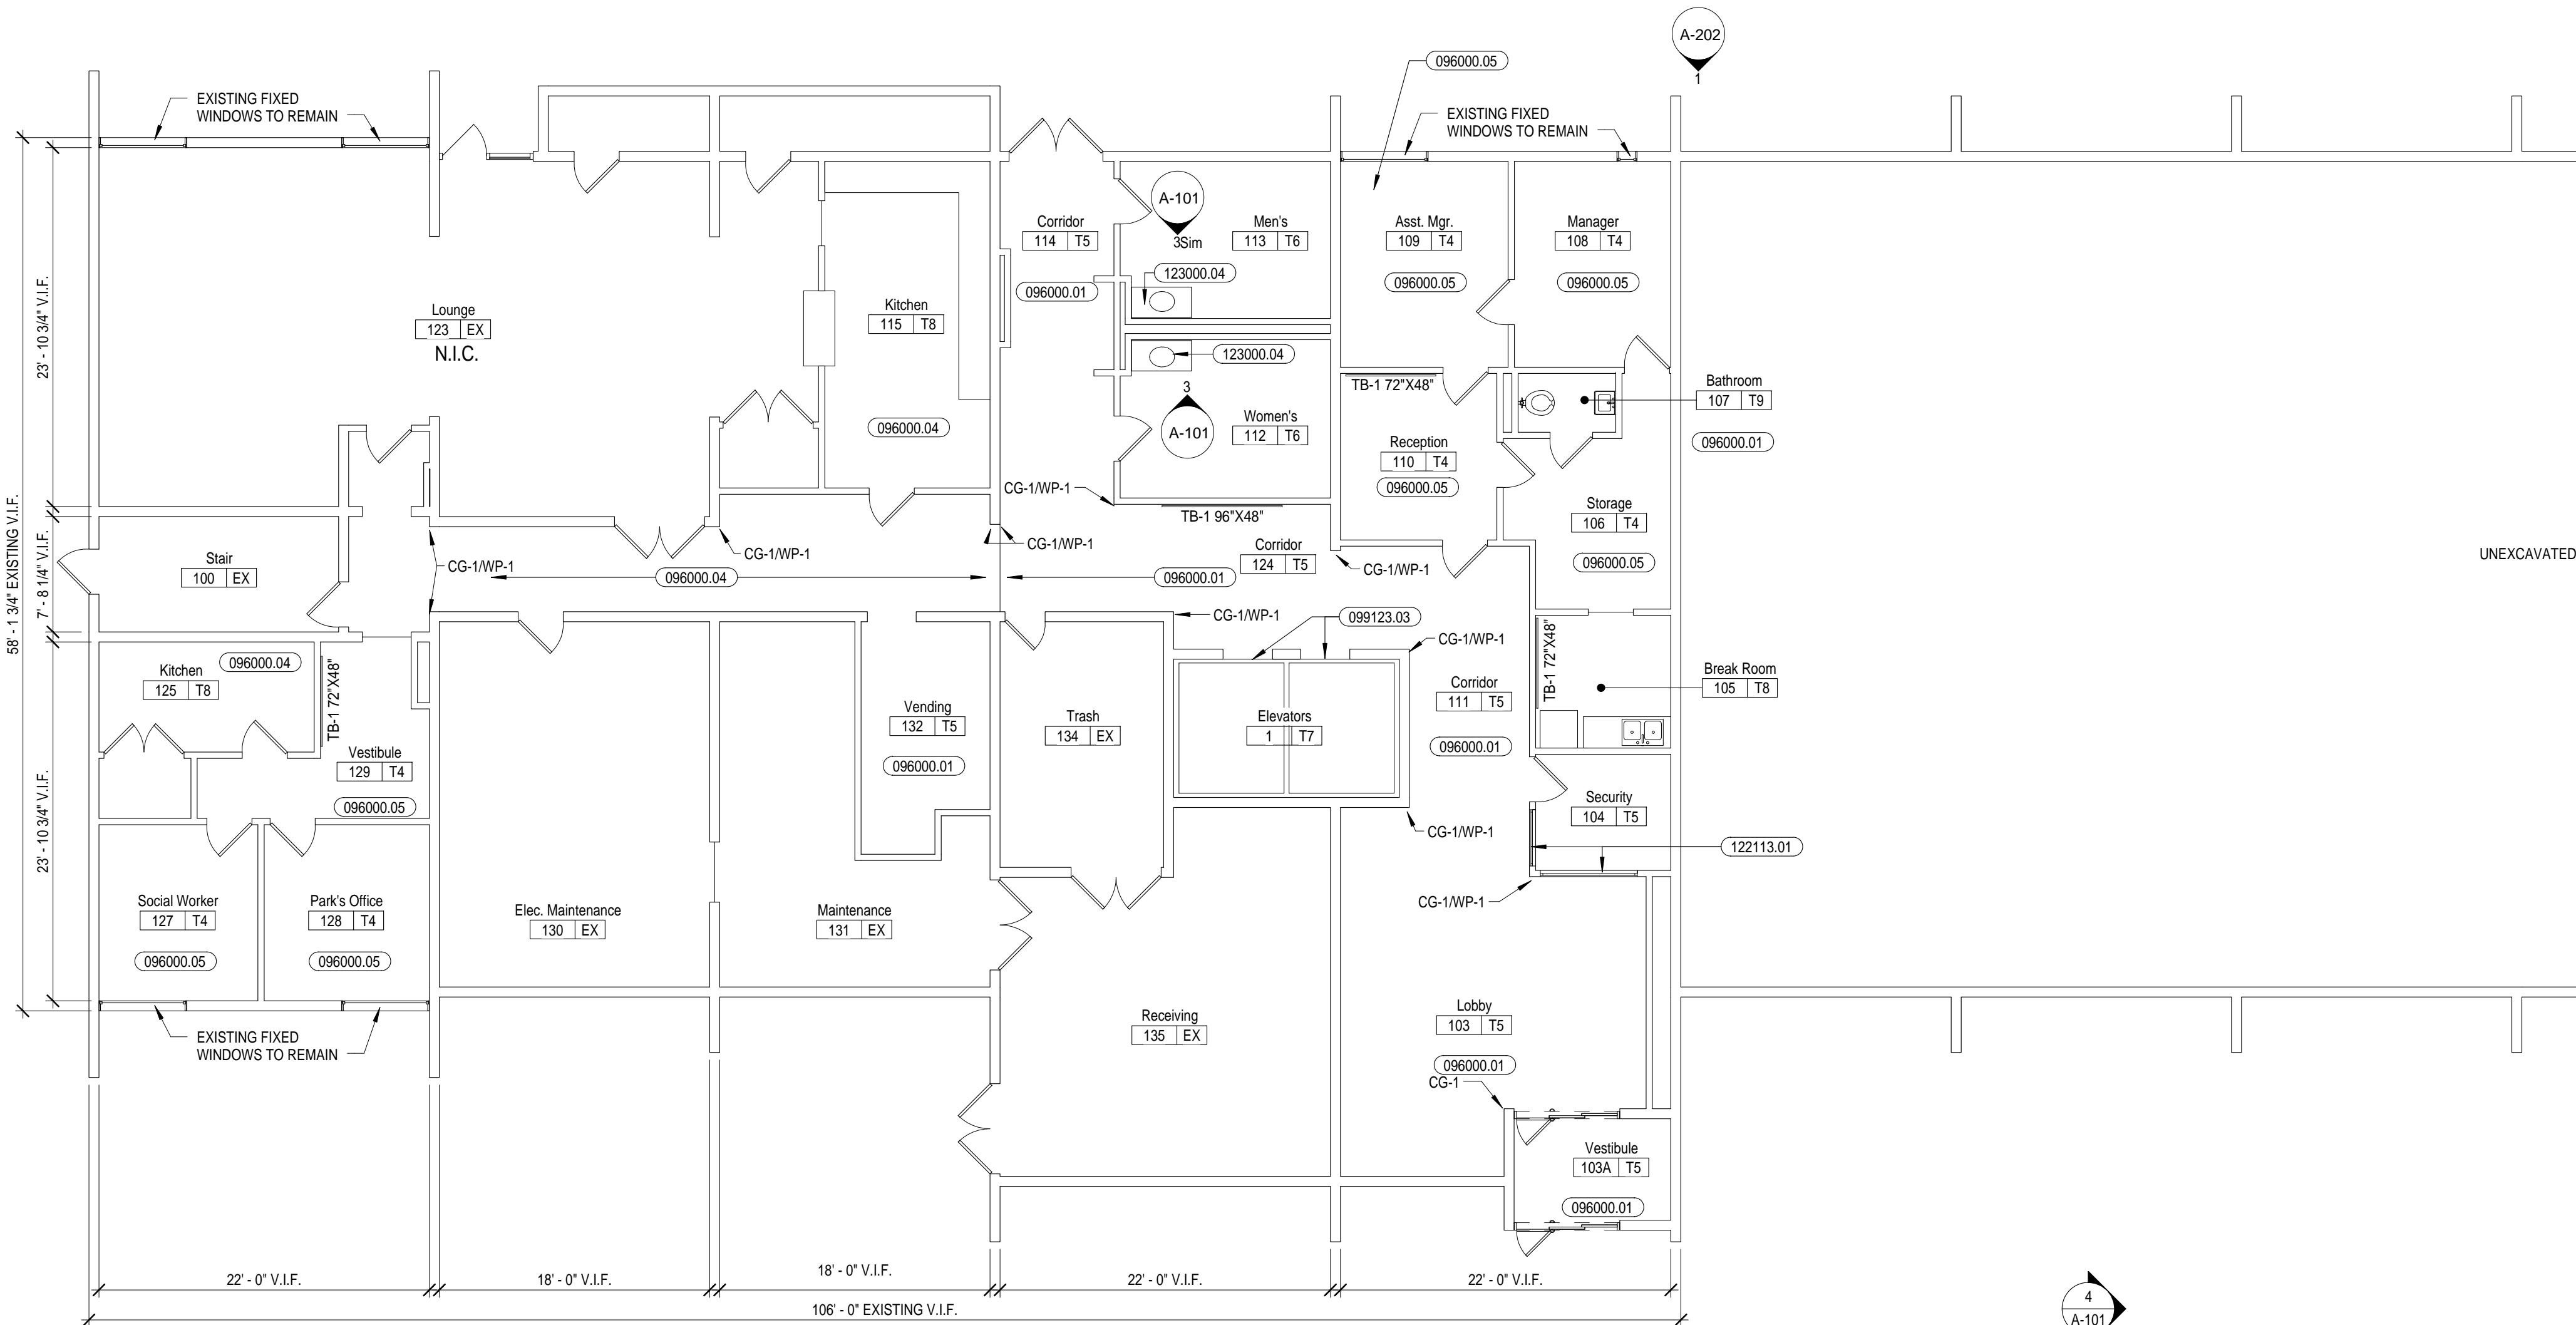 A-202
1
096000.05
EXISTING FIXED
WINDOWS TO REMAIN
EXISTING FIXED
WINDOWS TO REMAIN
A-101
3Sim
Corridor
114 T5
Men's
113 T6
Asst. Mgr.
109 T4
Manager
108 T4
123000.04
096000.05
096000.05
096000.01
Lounge
123 EX
N.I.C.
Kitchen
115 T8
23' - 10 3/4" V.I.F.
123000.04
TB-1 72"X48"
Bathroom
107 T9
3
A-101
Women's
112 T6
096000.04
Reception
110 T4
096000.05
096000.01
CG-1/WP-1
TB-1 96"X48"
Storage
106 T4
096000.05
58' - 1 3/4" EXISTING V.I.F.
7' - 8 1/4" V.I.F.
Stair
100 EX
CG-1/WP-1
CG-1/WP-1
CG-1/WP-1
Corridor
124 T5
CG-1/WP-1
UNEXCAVATED
096000.04
096000.01
CG-1/WP-1
099123.03
CG-1/WP-1
Kitchen
125 T8
096000.04
TB-1 72"X48"
TB-1 72"X48"
Break Room
105 T8
Corridor
111 T5
096000.01
Vending
132 T5
096000.01
Trash
134 EX
Elevators
1 T7
Vestibule
129 T4
096000.05
Security
104 T5
CG-1/WP-1
122113.01
23' - 10 3/4" V.I.F.
Social Worker
127 T4
096000.05
Park's Office
128 T4
096000.05
Elec. Maintenance
130 EX
Maintenance
131 EX
CG-1/WP-1
EXISTING FIXED
WINDOWS TO REMAIN
Receiving
135 EX
Lobby
103 T5
096000.01
CG-1
Vestibule
103A T5
096000.01
22' - 0" V.I.F.
18' - 0" V.I.F.
18' - 0" V.I.F.
22' - 0" V.I.F.
22' - 0" V.I.F.
106' - 0" EXISTING V.I.F.
4
A-101